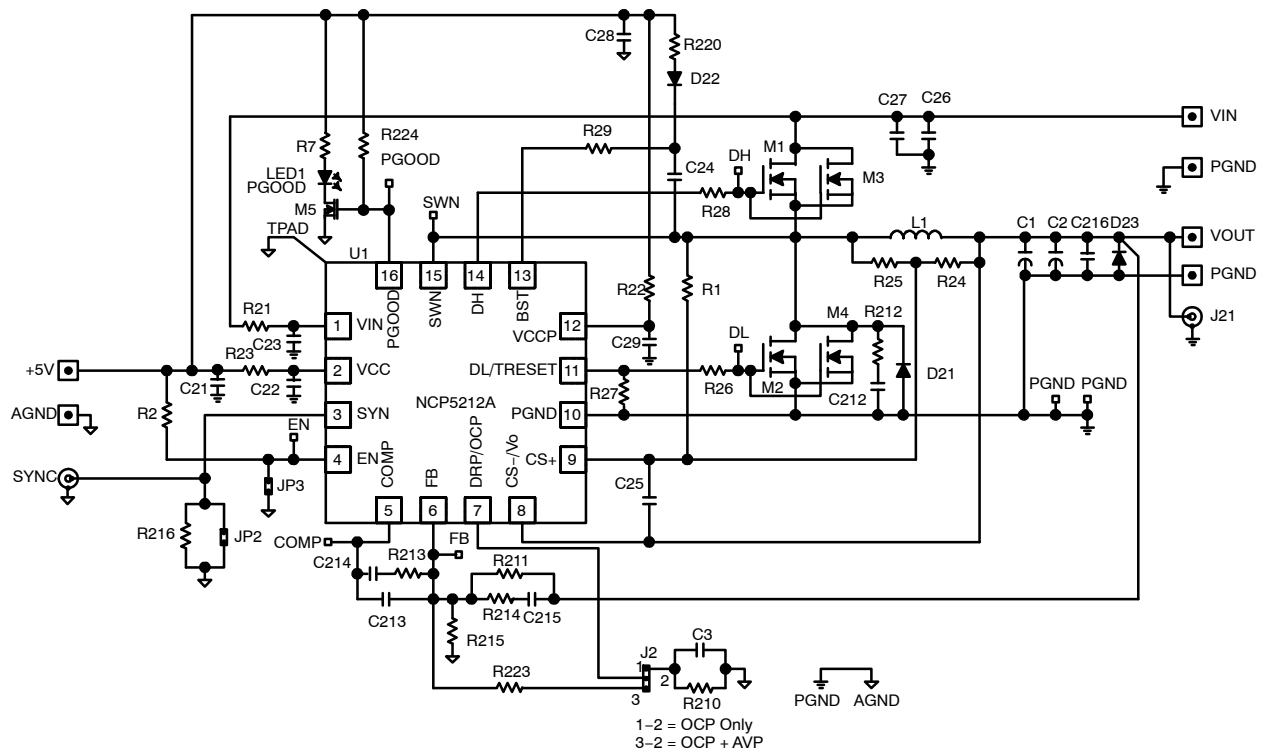 C28
R220
D22
C27 C26
VIN
R7
R224
PGOOD
R29
LED1
PGOOD
C24
DH
M1
M3
PGND
M5
SWN
R28
TPAD
U1
L1
C1 C2 C216 D23
VOUT
16 15 14 13
PGOOD
SWN
DH
BST
R25 R24
PGND
R21
R22
R1
1 VIN
VCCP 12
M4 R212
J21
C23
C29
DL
+5V
R23
2 VCC
DL/TRESET 11
R26
M2
D21
C21 C22
R27
C212
PGND PGND
AGND
R2
3 SYN
NCP5212A
PGND 10
EN
4 EN
CS+ 9
COMP
FB
DRP/OCP
CS−/Vo
SYNC
JP3
C25
5 6 7 8
R216
JP2
COMP
FB
C214 R213
R211
C213
R214 C215
R215
C3
J2
R223
1
2
3
R210
PGND AGND
1−2 = OCP Only
3−2 = OCP + AVP